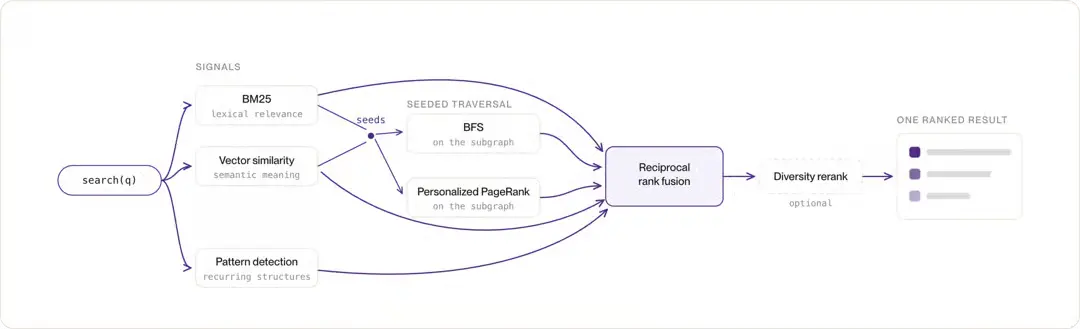 SIGNALS
BM25
lexical relevance
SEEDED TRAVERSAL
seeds
BFS
on the subgraph
ONE RANKED RESULT
search(q)
Vector similarity
semantic meaning
Personalized PageRank
on the subgraph
Reciprocal
rank fusion
Diversity rerank
optional
Pattern detection
recurring structures